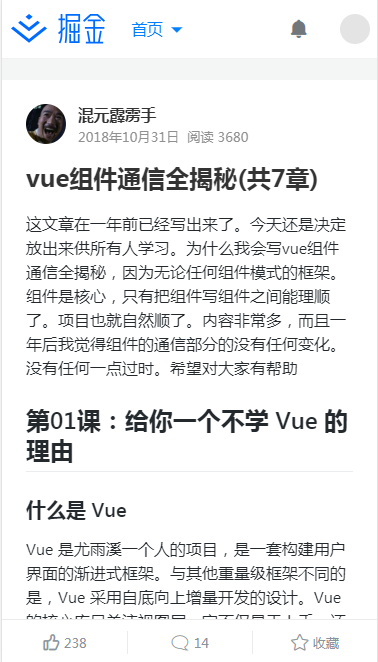 掘金 首页
混元霹雳手
2018年10月31日 阅读 3680
vue组件通信全揭秘(共7章)
这文章在一年前已经写出来了。今天还是决定
放出来供所有人学习。为什么我会写vue组件
通信全揭秘，因为无论任何组件模式的框架。
组件是核心，只有把组件写组件之间能理顺
了。项目也就自然顺了。内容非常多，而且一
年后我觉得组件的通信部分的没有任何变化。
没有任何一点过时。希望对大家有帮助
第01课：给你一个不学 Vue 的
理由
什么是 Vue
Vue 是尤雨溪一个人的项目，是一套构建用户
界面的渐进式框架。与其他重量级框架不同的
是，Vue 采用自底向上增量开发的设计。Vue
238 14 收藏